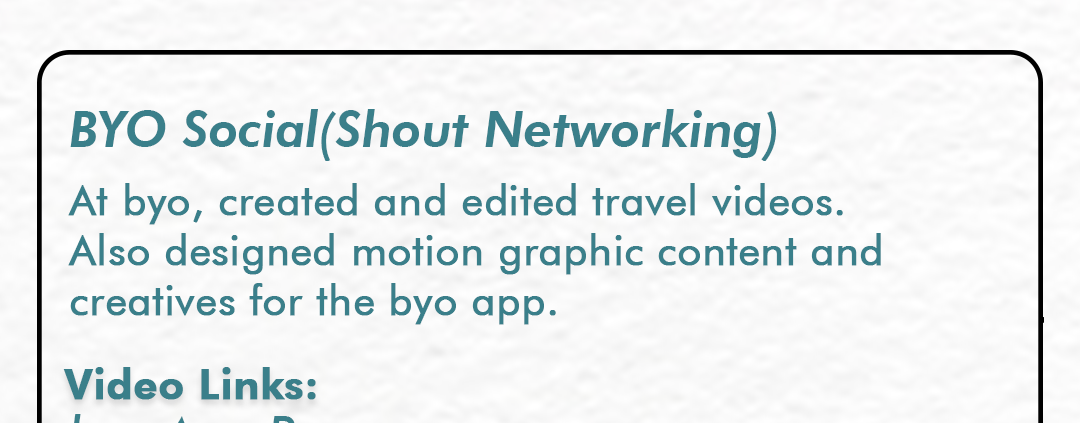 BYO Social(Shout Networking)
At byo, created and edited travel videos.
Also designed motion graphic content and
creatives for the byo app.
Video Links: